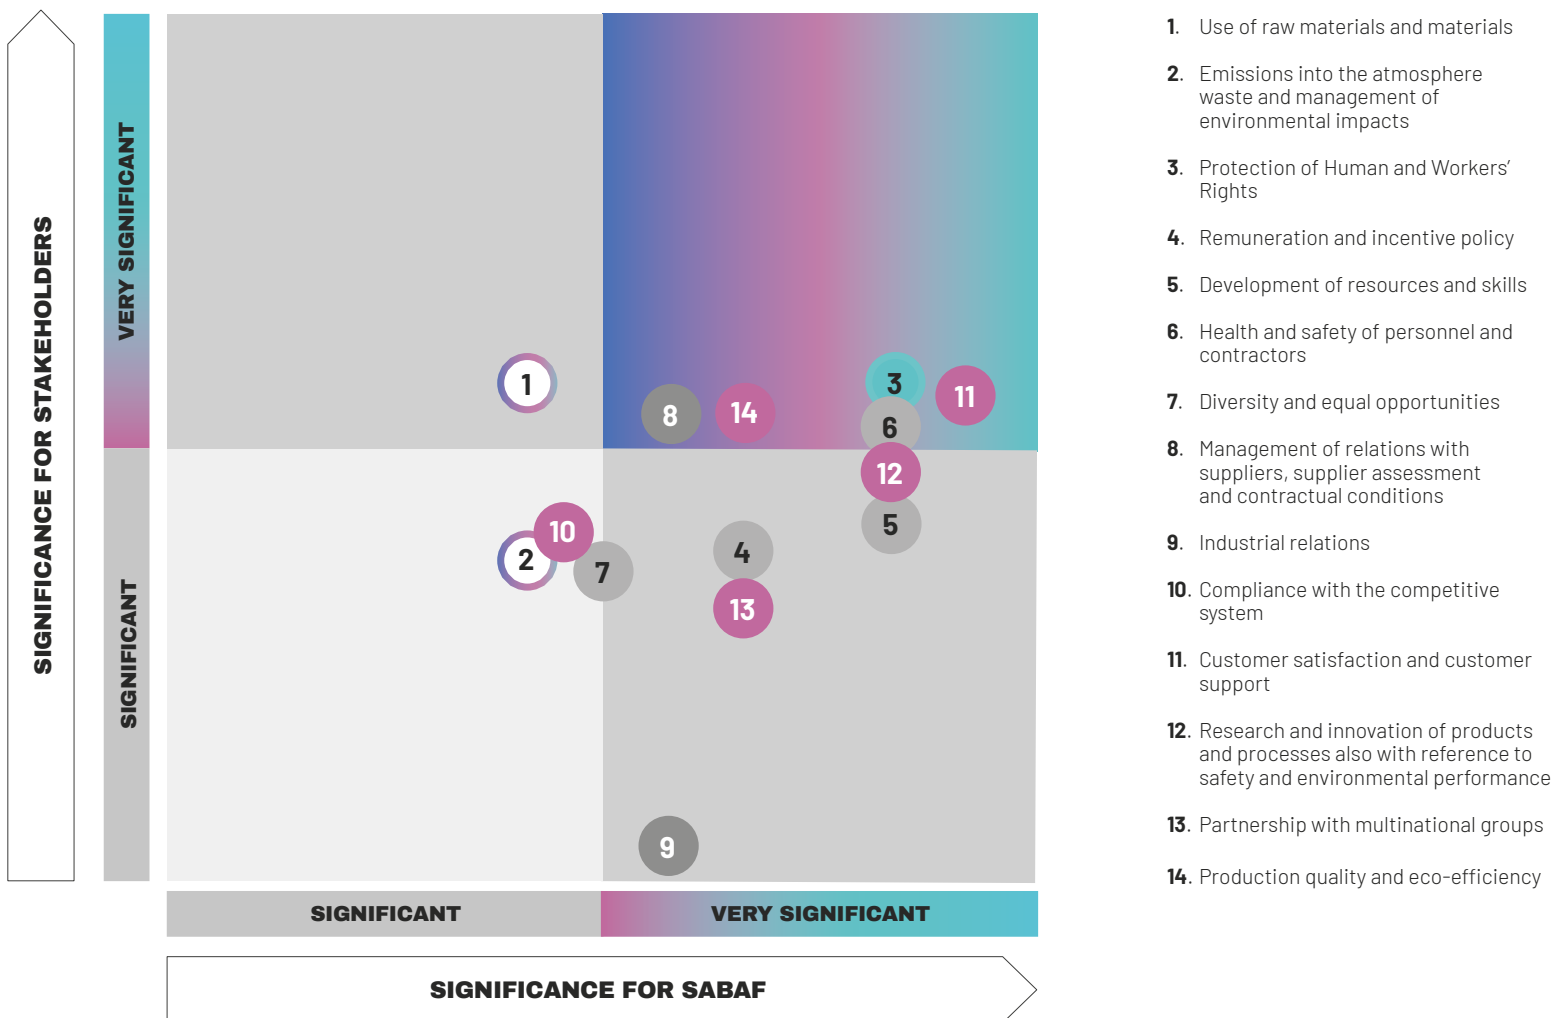 SIGNIFICANCE FOR STAKEHOLDERS
VERY SIGNIFICANT
SIGNIFICANT
1
3
11
8
14
6
12
10
5
2
7
4
13
9
SIGNIFICANT
VERY SIGNIFICANT
SIGNIFICANCE FOR SABAF
1. Use of raw materials and materials
2. Emissions into the atmosphere
waste and management of
environmental impacts
3. Protection of Human and Workers’
Rights
4. Remuneration and incentive policy
5. Development of resources and skills
6. Health and safety of personnel and
contractors
7. Diversity and equal opportunities
8. Management of relations with
suppliers, supplier assessment
and contractual conditions
9. Industrial relations
10. Compliance with the competitive
system
11. Customer satisfaction and customer
support
12. Research and innovation of products
and processes also with reference to
safety and environmental performance
13. Partnership with multinational groups
14. Production quality and eco-efficiency